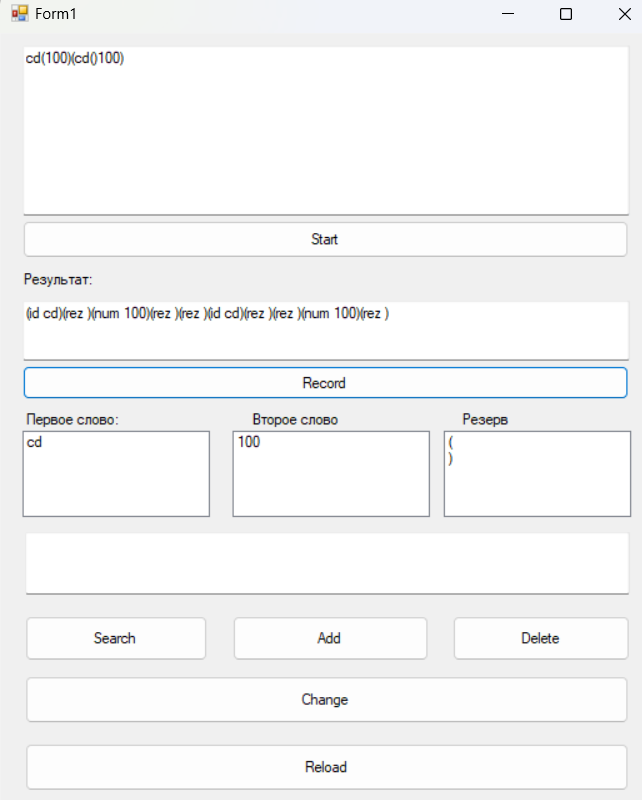 Form1
cd(100)(cd()100)
Start
Результат:
(id cd)(rez )(num 100)(rez )(rez )(id cd)(rez )(rez )(num 100)(rez )
Record
Первое слово: Второе слово Резерв
cd 100 (
)
Search Add Delete
Change
Reload